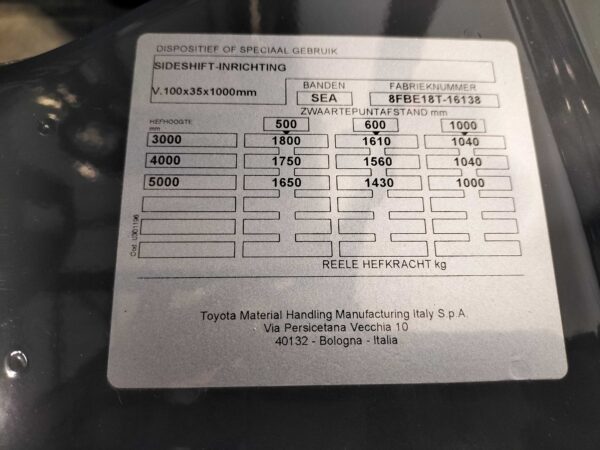 DISPOSITIEF OF SPECIAAL GEBRUIK
SIDESHIFT-INRICHTING
V.100x35x1000mm
BANDEN FABRIEKNUMMER
SEA 8FBE18T-16138
ZWAARTEPUNTAFSTAND mm
HEFHOOGTE 500 600 1000
mm
3000 1800 1610 1040
4000 1750 1560 1040
5000 1650 1430 1000
REELE HEFKRACHT kg
Toyota Material Handling Manufacturing Italy S.p.A
Via Persicetana Vecchia 10
40132 - Bologna - Italia